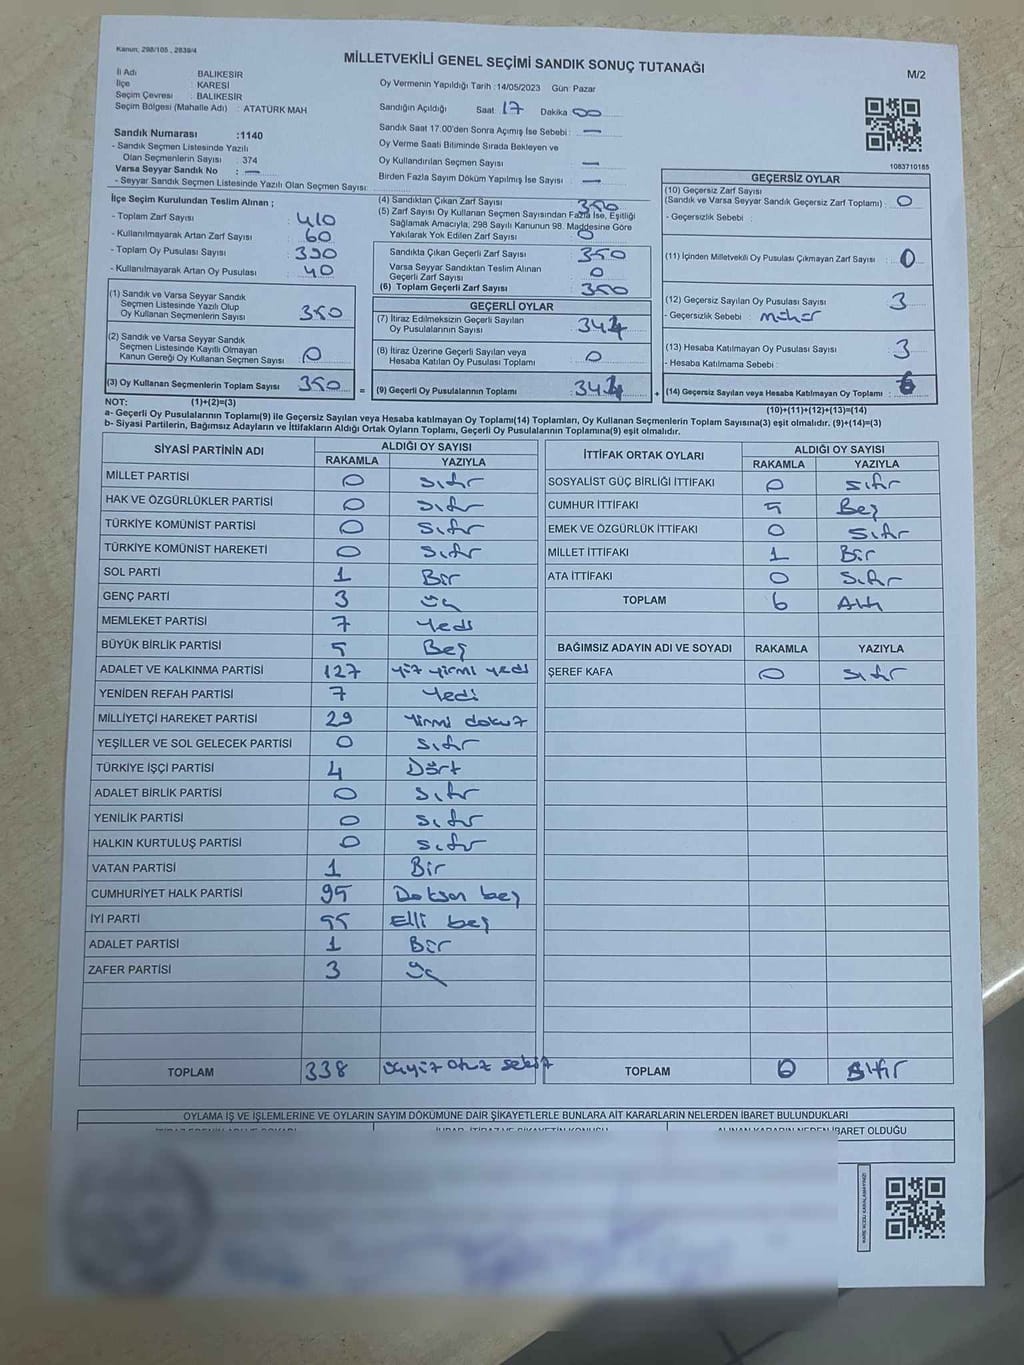 Kanun; 298/105 , 2839/4
MİLLETVEKİLİ GENEL SEÇİMİ SANDIK SONUÇ TUTANAĞI
M/2
İl Adı BALIKESİR
İlçe : KARESİ
Seçim Çevresi : BALIKESİR
Seçim Bölgesi (Mahalle Adı) : ATATÜRK MAH
Oy Vermenin Yapıldığı Tarih :14/05/2023 Gün: Pazar
Sandığın Açıldığı Saat 17 Dakika 00
Sandık Numarası :1140
- Sandık Seçmen Listesinde Yazılı
Olan Seçmenlerin Sayısı : 374
Varsa Seyyar Sandık No : —
- Seyyar Sandık Seçmen Listesinde Yazılı Olan Seçmen Sayısı:
Sandık Saat 17:00'den Sonra Açımış İse Sebebi : —
Oy Verme Saati Bitiminde Sırada Bekleyen ve
Oy Kullandırılan Seçmen Sayısı —
Birden Fazla Sayım Döküm Yapılmış İse Sayısı : —
1083710185
İlçe Seçim Kurulundan Teslim Alınan ;
- Toplam Zarf Sayısı : 410
- Kullanılmayarak Artan Zarf Sayısı : 60
- Toplam Oy Pusulası Sayısı : 390
- Kullanılmayarak Artan Oy Pusulası : 40
(1) Sandık ve Varsa Seyyar Sandık
Seçmen Listesinde Yazılı Olup
Oy Kullanan Seçmenlerin Sayısı : 350
(2) Sandık ve Varsa Seyyar Sandık
Seçmen Listesinde Kayıtlı Olmayan
Kanun Gereği Oy Kullanan Seçmen Sayısı : 0
(3) Oy Kullanan Seçmenlerin Toplam Sayısı : 350
(4) Sandıktan Çıkan Zarf Sayısı : 350
(5) Zarf Sayısı Oy Kullanan Seçmen Sayısından Fazla İse, Eşitliği
Sağlamak Amacıyla, 298 Sayılı Kanunun 98. Maddesine Göre
Yakılarak Yok Edilen Zarf Sayısı : 0
Sandıkta Çıkan Geçerli Zarf Sayısı : 350
Varsa Seyyar Sandıktan Teslim Alınan
Geçerli Zarf Sayısı : 0
(6) Toplam Geçerli Zarf Sayısı : 350
GEÇERLİ OYLAR
(7) İtiraz Edilmeksizin Geçerli Sayılan
Oy Pusulalarının Sayısı : 344
(8) İtiraz Üzerine Geçerli Sayılan veya
Hesaba Katılan Oy Pusulası Toplamı : 0
= (9) Geçerli Oy Pusulalarının Toplamı : 344
GEÇERSİZ OYLAR
(10) Geçersiz Zarf Sayısı
(Sandık ve Varsa Seyyar Sandık Geçersiz Zarf Toplamı) : 0
- Geçersizlik Sebebi :
(11) İçinden Milletvekili Oy Pusulası Çıkmayan Zarf Sayısı : 0
(12) Geçersiz Sayılan Oy Pusulası Sayısı : 3
- Geçersizlik Sebebi : mühür
(13) Hesaba Katılmayan Oy Pusulası Sayısı : 3
- Hesaba Katılmama Sebebi :
+ (14) Geçersiz Sayılan veya Hesaba Katılmayan Oy Toplamı : 6
NOT: (1)+(2)=(3) (10)+(11)+(12)+(13)=(14)
a- Geçerli Oy Pusulalarının Toplamı(9) ile Geçersiz Sayılan veya Hesaba katılmayan Oy Toplamı(14) Toplamları, Oy Kullanan Seçmenlerin Toplam Sayısına(3) eşit olmalıdır. (9)+(14)=(3)
b- Siyasi Partilerin, Bağımsız Adayların ve İttifakların Aldığı Ortak Oyların Toplamı, Geçerli Oy Pusulalarının Toplamına(9) eşit olmalıdır.
SİYASİ PARTİNİN ADI ALDIĞI OY SAYISI
RAKAMLA YAZIYLA
MİLLET PARTİSİ 0 Sıfır
HAK VE ÖZGÜRLÜKLER PARTİSİ 0 Sıfır
TÜRKİYE KOMÜNİST PARTİSİ 0 Sıfır
TÜRKİYE KOMÜNİST HAREKETİ 0 Sıfır
SOL PARTİ 1 Bir
GENÇ PARTİ 3 üç
MEMLEKET PARTİSİ 7 Yedi
BÜYÜK BİRLİK PARTİSİ 5 Beş
ADALET VE KALKINMA PARTİSİ 127 yüz yirmi yedi
YENİDEN REFAH PARTİSİ 7 Yedi
MİLLİYETÇİ HAREKET PARTİSİ 29 Yirmi dokuz
YEŞİLLER VE SOL GELECEK PARTİSİ 0 Sıfır
TÜRKİYE İŞÇİ PARTİSİ 4 Dört
ADALET BİRLİK PARTİSİ 0 Sıfır
YENİLİK PARTİSİ 0 Sıfır
HALKIN KURTULUŞ PARTİSİ 0 Sıfır
VATAN PARTİSİ 1 Bir
CUMHURİYET HALK PARTİSİ 95 Doksan beş
İYİ PARTİ 55 Elli beş
ADALET PARTİSİ 1 Bir
ZAFER PARTİSİ 3 Üç
TOPLAM 338 üçyüz otuz sekiz
İTTİFAK ORTAK OYLARI ALDIĞI OY SAYISI
RAKAMLA YAZIYLA
SOSYALİST GÜÇ BİRLİĞİ İTTİFAKI 0 Sıfır
CUMHUR İTTİFAKI 5 Beş
EMEK VE ÖZGÜRLÜK İTTİFAKI 0 Sıfır
MİLLET İTTİFAKI 1 Bir
ATA İTTİFAKI 0 Sıfır
TOPLAM 6 Altı
BAĞIMSIZ ADAYIN ADI VE SOYADI RAKAMLA YAZIYLA
ŞEREF KAFA 0 Sıfır
TOPLAM 0 Sıfır
OYLAMA İŞ VE İŞLEMLERİNE VE OYLARIN SAYIM DÖKÜMÜNE DAİR ŞİKAYETLERLE BUNLARA AİT KARARLARIN NELERDEN İBARET BULUNDUKLARI
ALINAN KARARIN NEDEN İBARET OLDUĞU
KARE KODU KARALAMAYINIZ!